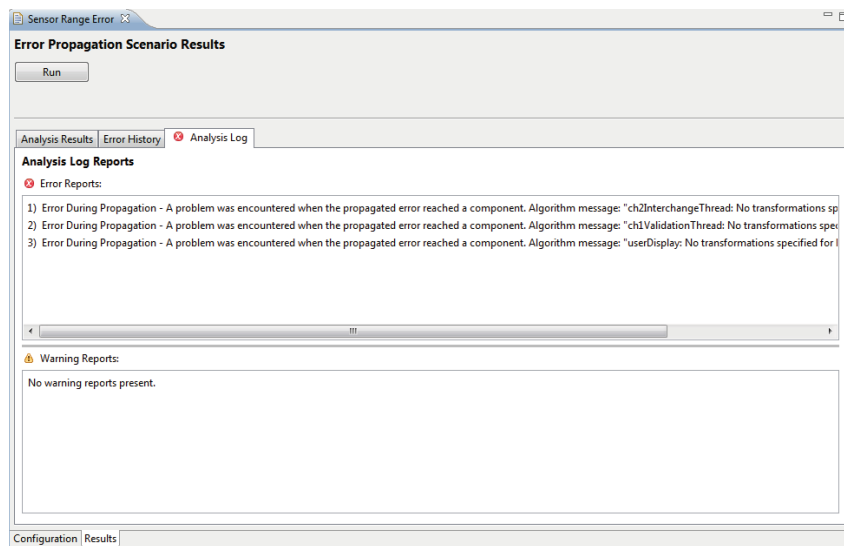 Sensor Range Error
Error Propagation Scenario Results
Run
Analysis Results Error History Analysis Log
Analysis Log Reports
Error Reports:
1) Error During Propagation - A problem was encountered when the propagated error reached a component. Algorithm message: "ch2InterchangeThread: No transformations sp
2) Error During Propagation - A problem was encountered when the propagated error reached a component. Algorithm message: "ch1ValidationThread: No transformations spec
3) Error During Propagation - A problem was encountered when the propagated error reached a component. Algorithm message: "userDisplay: No transformations specified for
Warning Reports:
No warning reports present.
Configuration Results